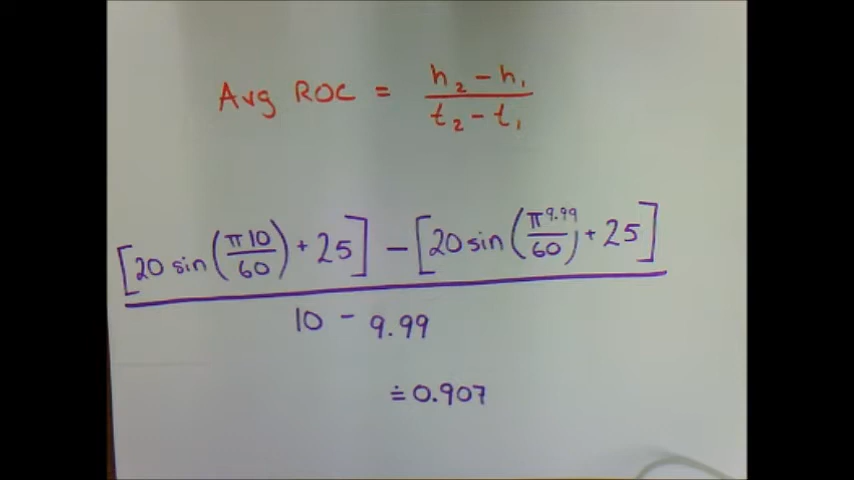 Avg ROC = h₂ - h₁ / t₂ - t₁
[20 sin (π10/60) + 25] - [20 sin (π9.99/60) + 25]
10 - 9.99
≐ 0.907